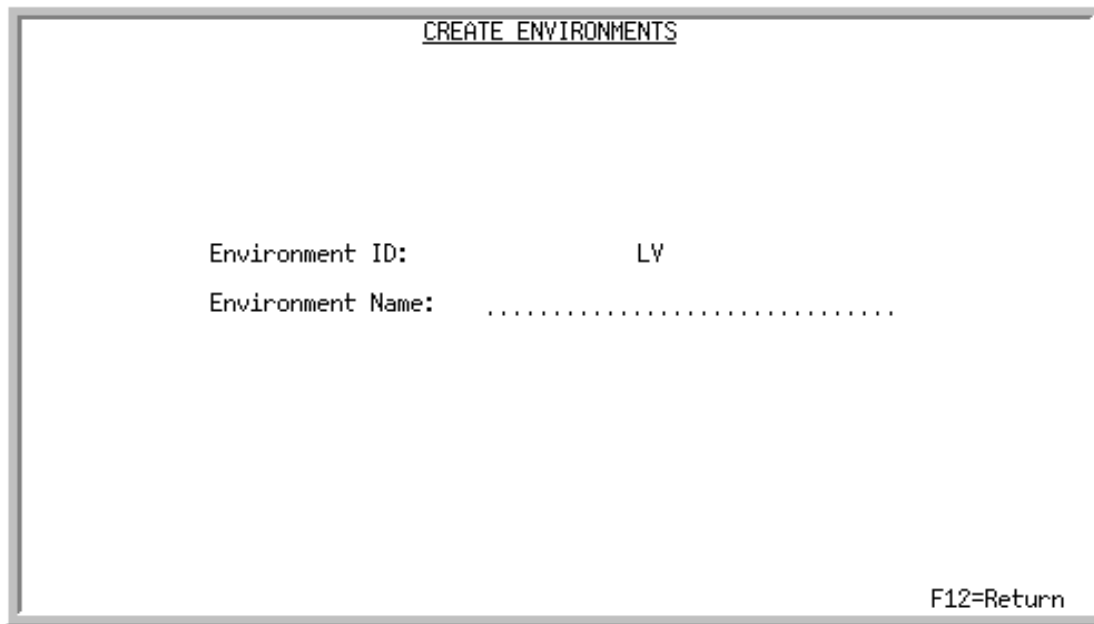 CREATE ENVIRONMENTS
Environment ID: LV
Environment Name: ...............................
F12=Return